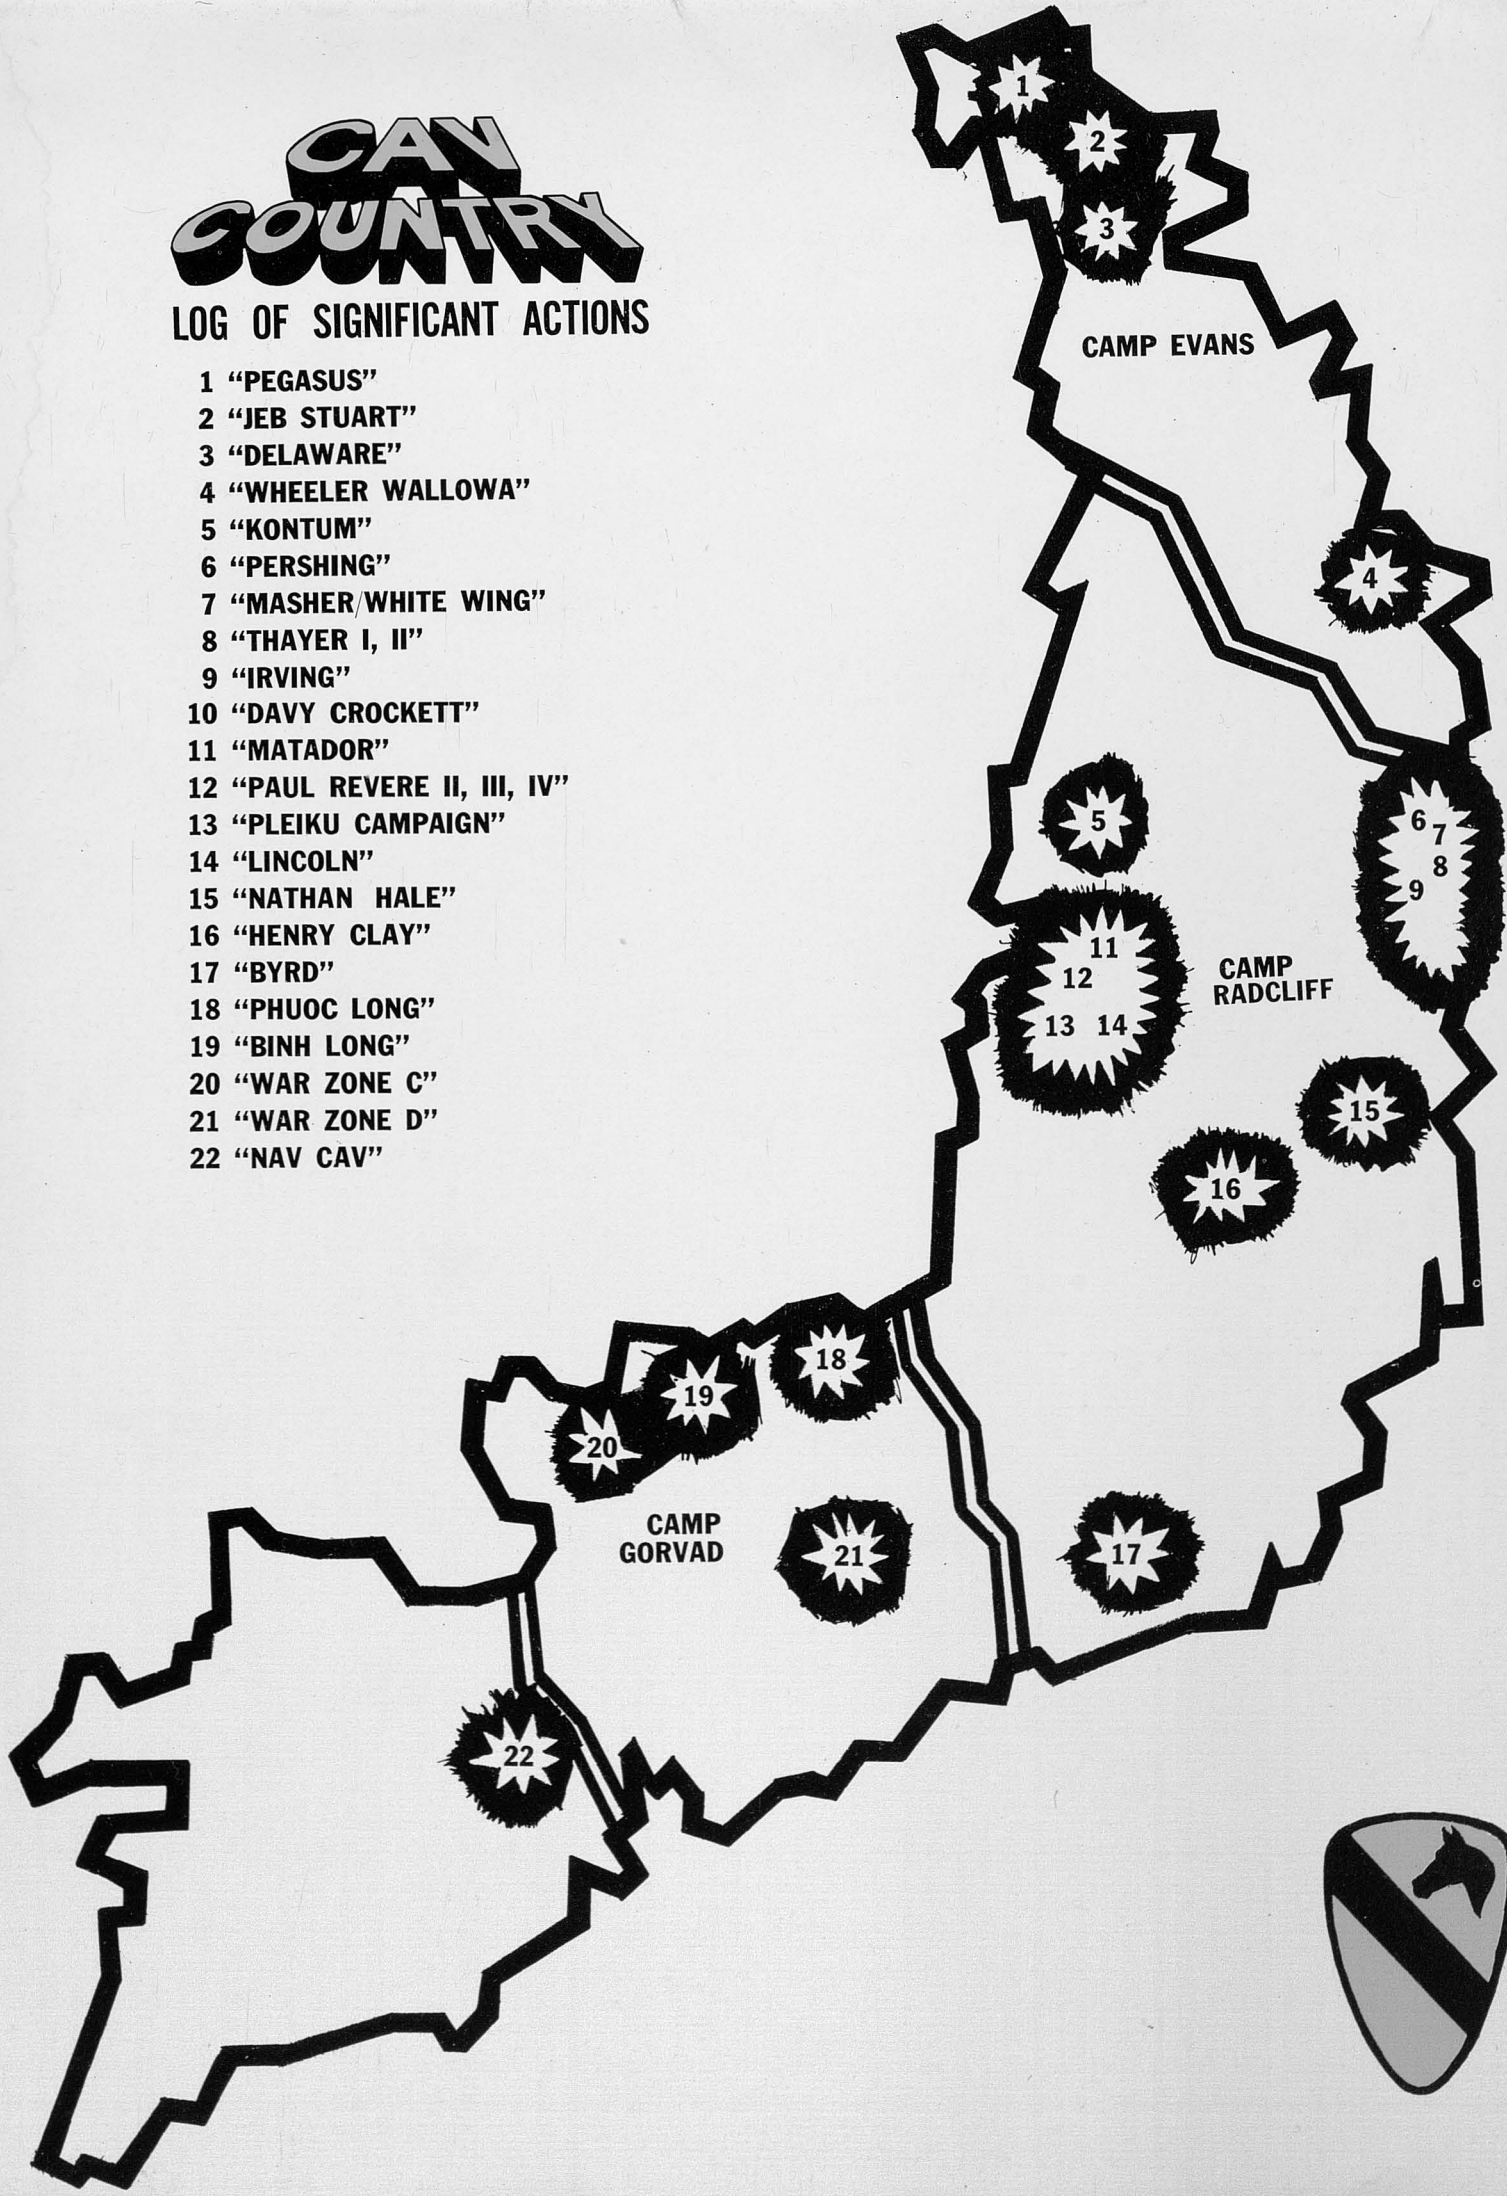 CAV
COUNTRY
LOG OF SIGNIFICANT ACTIONS
1 “PEGASUS”
2 “JEB STUART”
3 “DELAWARE”
4 “WHEELER WALLOWA”
5 “KONTUM”
6 “PERSHING”
7 “MASHER/WHITE WING”
8 “THAYER I, II”
9 “IRVING”
10 “DAVY CROCKETT”
11 “MATADOR”
12 “PAUL REVERE II, III, IV”
13 “PLEIKU CAMPAIGN”
14 “LINCOLN”
15 “NATHAN HALE”
16 “HENRY CLAY”
17 “BYRD”
18 “PHUOC LONG”
19 “BINH LONG”
20 “WAR ZONE C”
21 “WAR ZONE D”
22 “NAV CAV”
1
2
3
CAMP EVANS
4
5
6
7
8
9
11
12
13 14
CAMP
RADCLIFF
15
16
18
19
20
CAMP
GORVAD
21
17
22